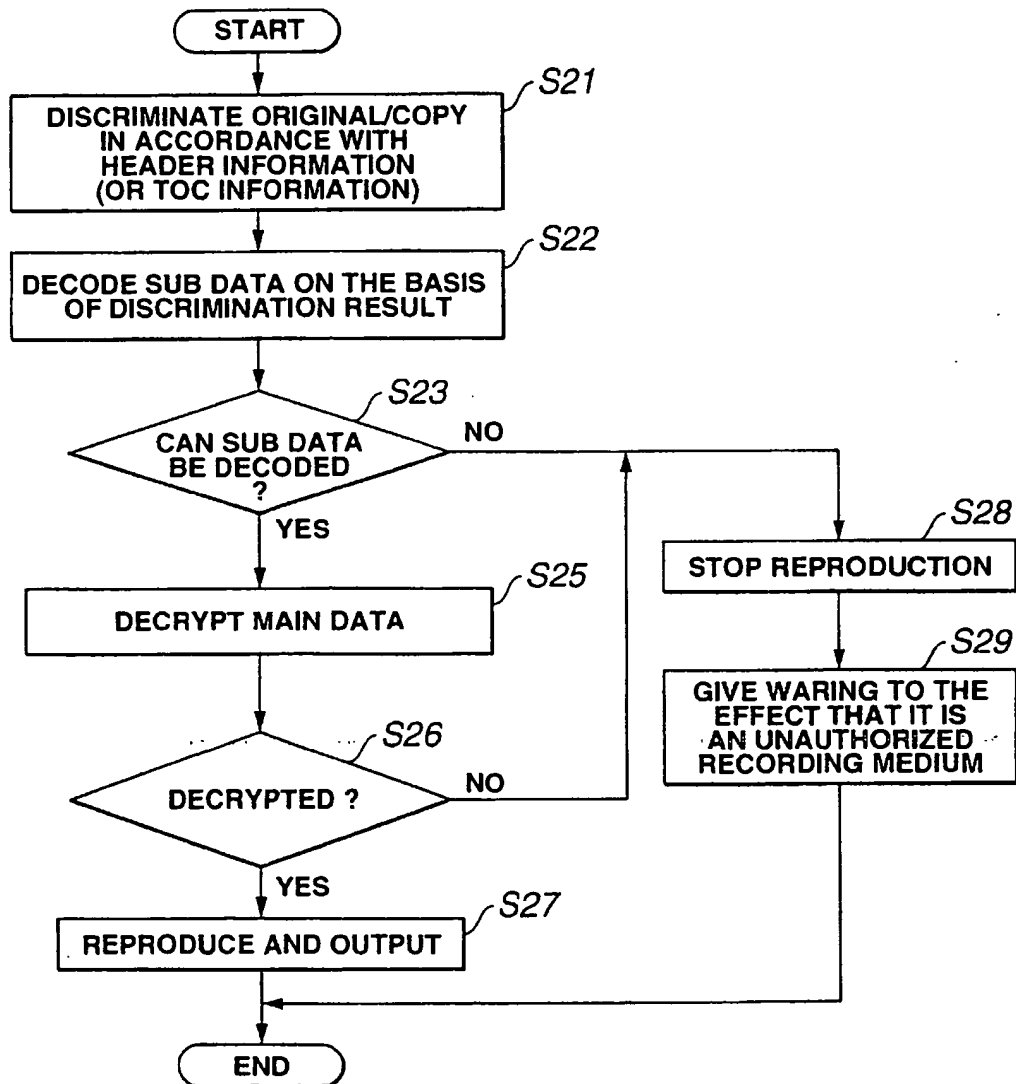 START
S21
DISCRIMINATE ORIGINAL/COPY
IN ACCORDANCE WITH
HEADER INFORMATION
(OR TOC INFORMATION)
S22
DECODE SUB DATA ON THE BASIS
OF DISCRIMINATION RESULT
S23
CAN SUB DATA
BE DECODED
?
NO
YES
S25
DECRYPT MAIN DATA
S26
DECRYPTED ?
NO
YES
S27
REPRODUCE AND OUTPUT
S28
STOP REPRODUCTION
S29
GIVE WARING TO THE
EFFECT THAT IT IS
AN UNAUTHORIZED
RECORDING MEDIUM
END